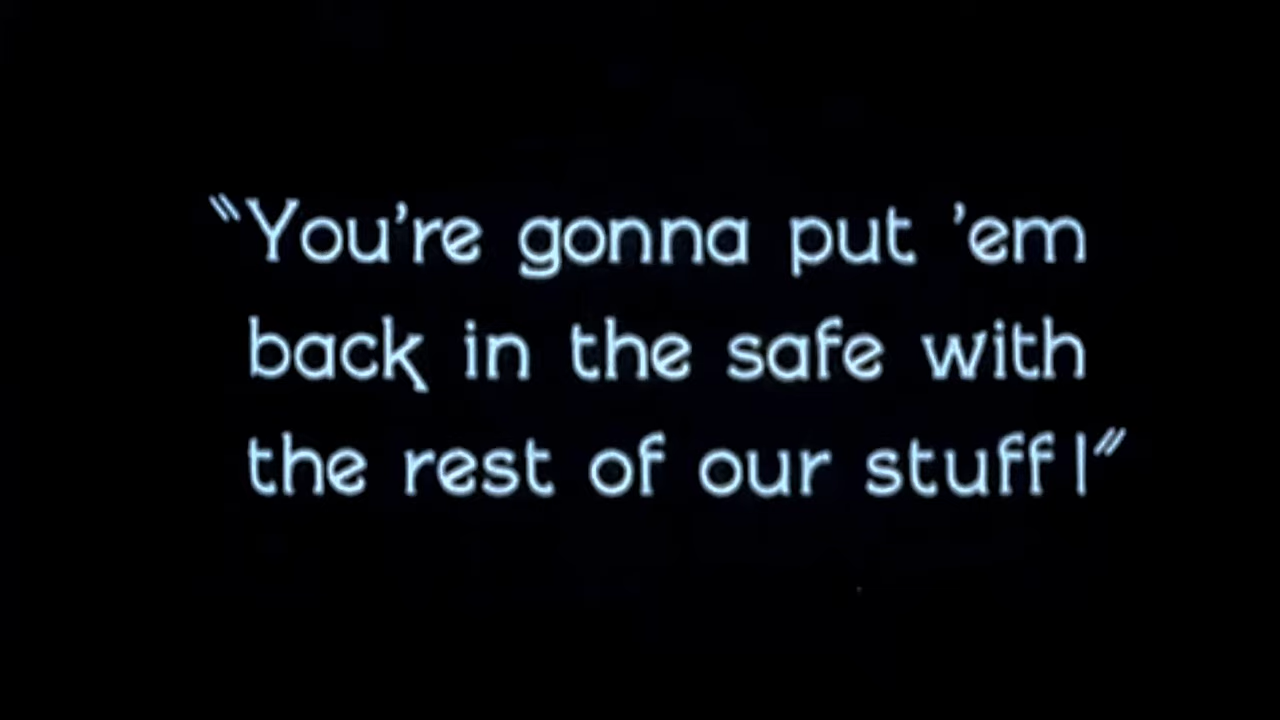 "You're gonna put 'em
back in the safe with
the rest of our stuff!"